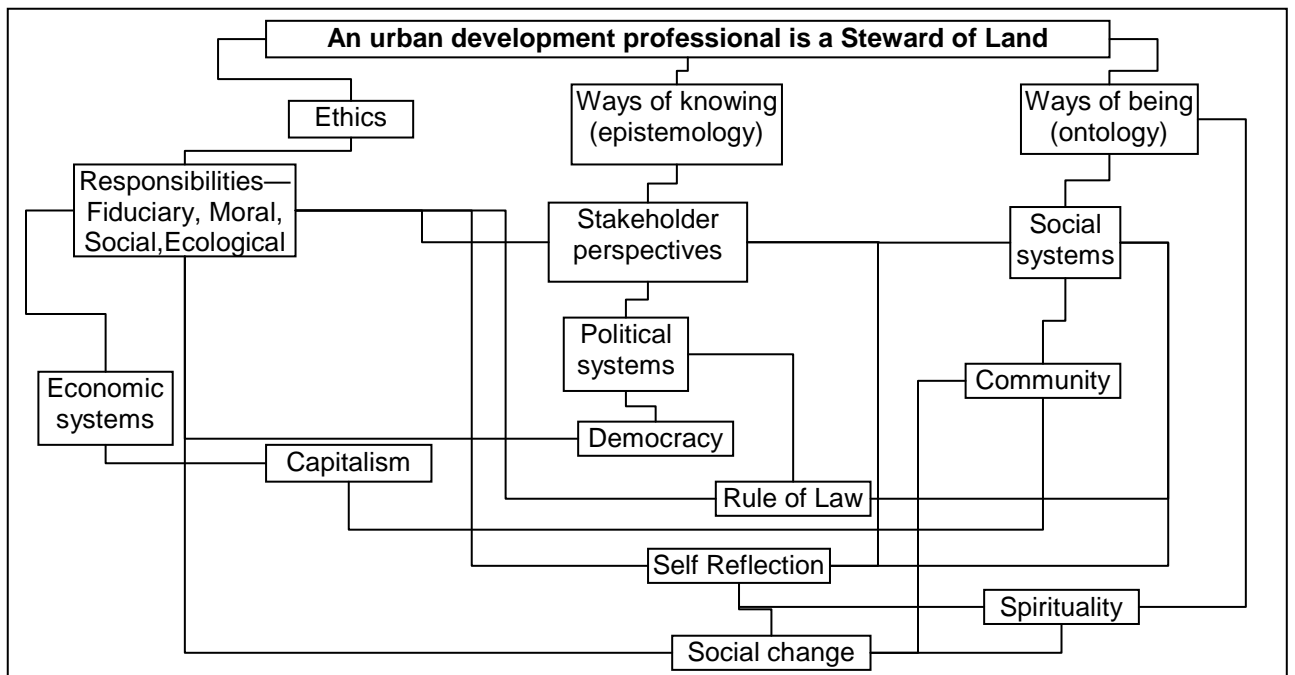 An urban development professional is a Steward of Land
Ethics
Ways of knowing
(epistemology)
Ways of being
(ontology)
Responsibilities—
Fiduciary, Moral,
Social,Ecological
Stakeholder
perspectives
Social
systems
Political
systems
Economic
systems
Community
Democracy
Capitalism
Rule of Law
Self Reflection
Spirituality
Social change